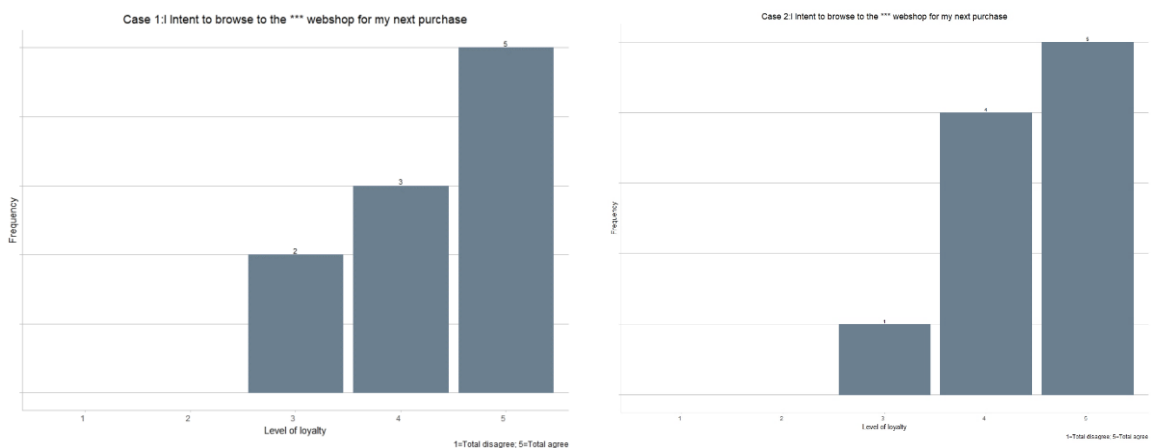 Case 1:I Intent to browse to the *** webshop for my next purchase
5
3
2
Frequency
1 2 3 4 5
Level of loyalty
1=Total disagree; 5=Total agree
Case 2:I Intent to browse to the *** webshop for my next purchase
5
4
1
Frequency
1 2 3 4 5
Level of loyalty
1=Total disagree; 5=Total agree